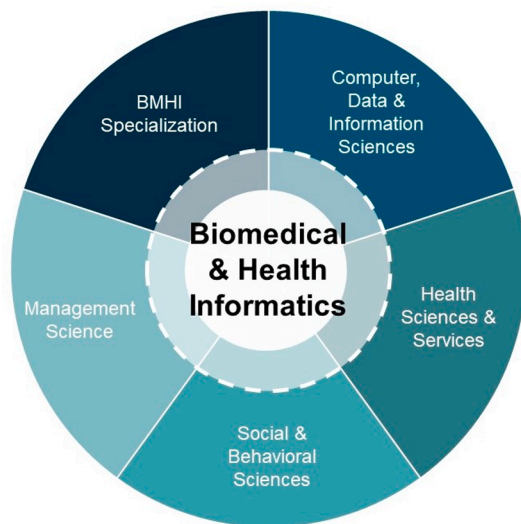 BMHI
Specialization
Computer,
Data &
Information
Sciences
Biomedical
& Health
Informatics
Management
Science
Health
Sciences &
Services
Social &
Behavioral
Sciences